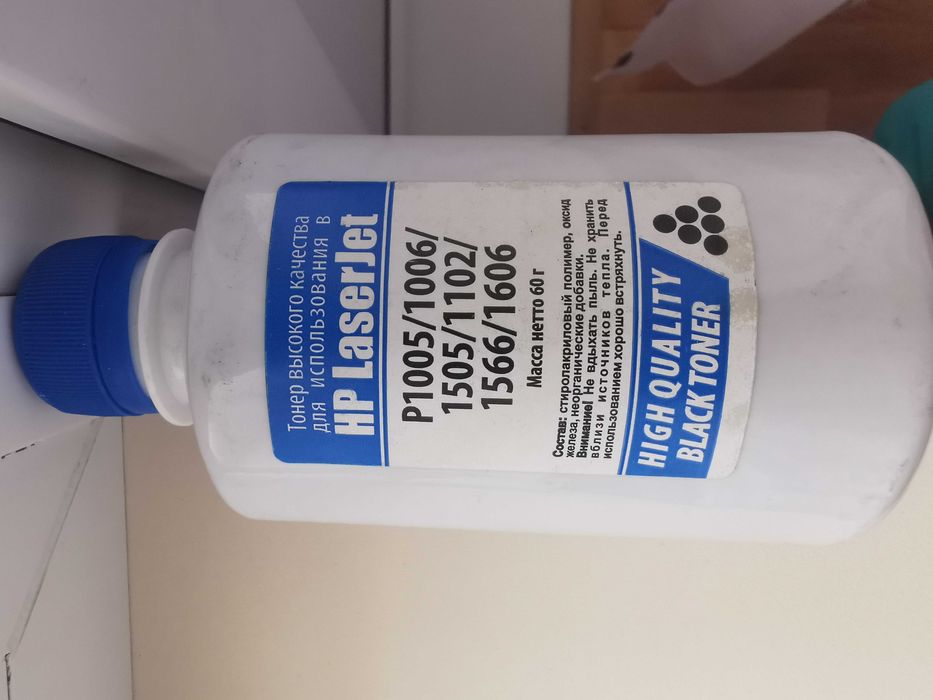 Тонер высокого качества
для использования в
HP LaserJet
P1005/1006/
1505/1102/
1566/1606
Масса нетто 60 г
Состав: стиролакриловый полимер, оксид
железа, неорганические добавки.
Внимание! Не вдыхать пыль. Не хранить
вблизи источников тепла. Перед
использованием хорошо встряхнуть.
HIGH QUALITY
BLACK TONER